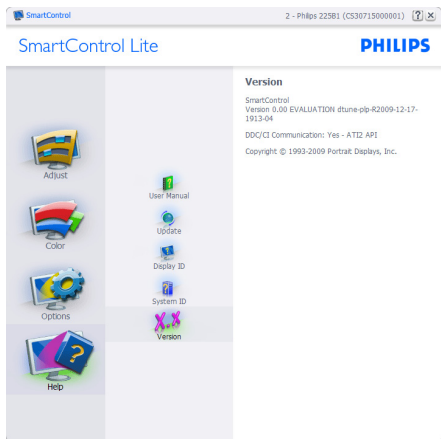 SmartControl
2 - Philips 225B1 (CS30715000001)
SmartControl Lite
PHILIPS
Adjust
Color
Options
Help
User Manual
Update
Display ID
System ID
X.X
Version
Version
SmartControl
Version 0.00 EVALUATION dtune-plp-R2009-12-17-
1913-04
DDC/CI Communication: Yes - ATI2 API
Copyright © 1993-2009 Portrait Displays, Inc.